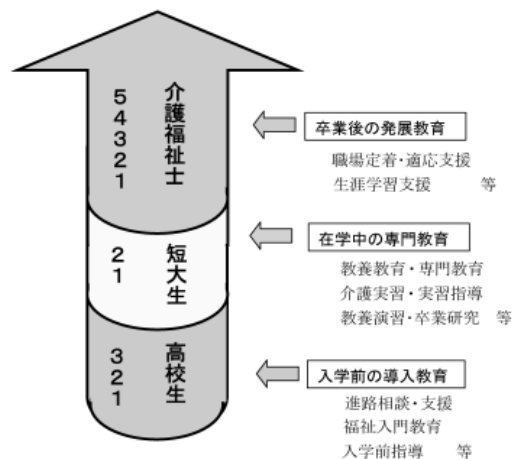 介護福祉士
5
4
3
2
1
卒業後の発展教育
職場定着・適応支援
生涯学習支援 等
短大生
2
1
在学中の専門教育
教養教育・専門教育
介護実習・実習指導
教養演習・卒業研究 等
高校生
3
2
1
入学前の導入教育
進路相談・支援
福祉入門教育
入学前指導 等